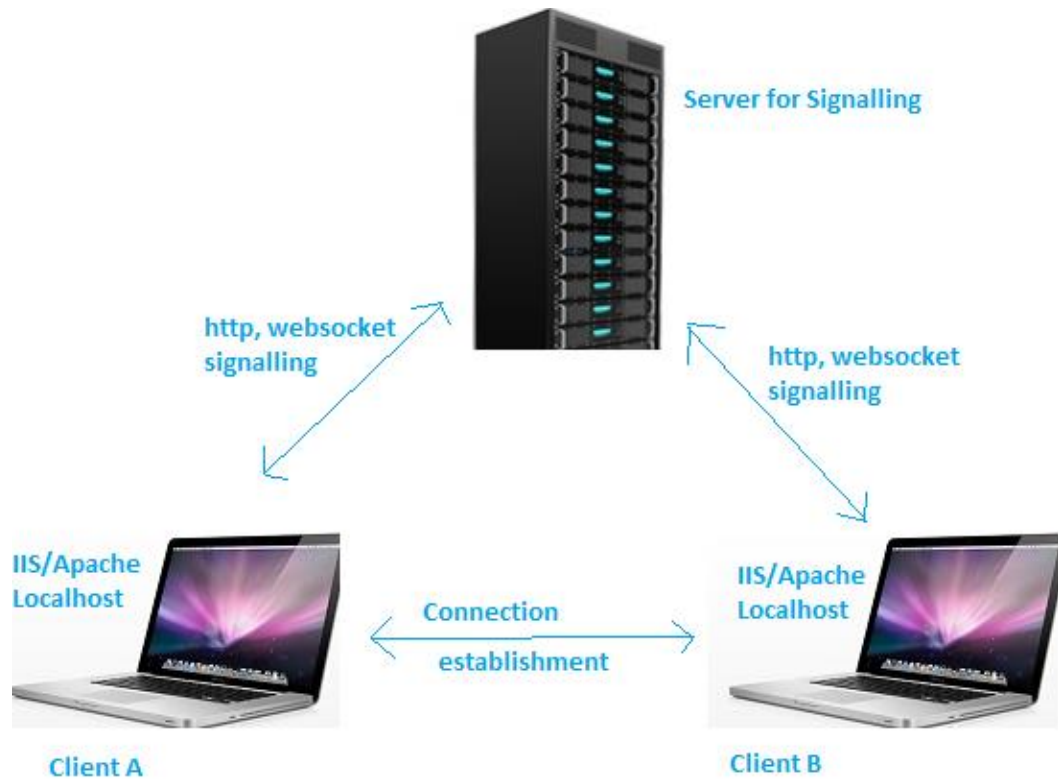 Server for Signalling
http, websocket
signalling
http, websocket
signalling
IIS/Apache
Localhost
IIS/Apache
Localhost
Connection
establishment
Client A
Client B